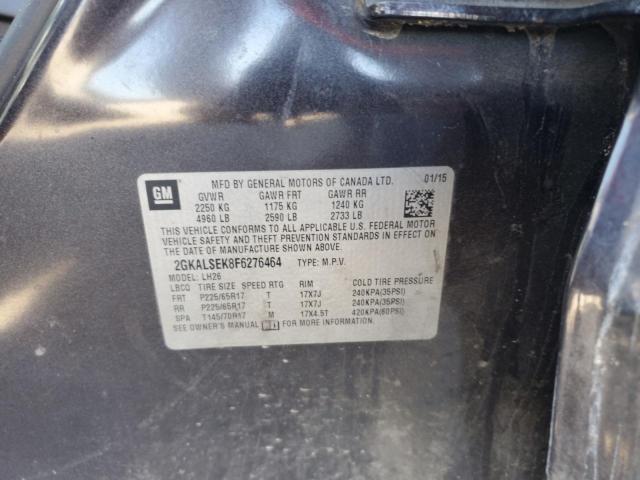 GM
MFD BY GENERAL MOTORS OF CANADA LTD. 01/15
GVWR GAWR FRT GAWR RR
2250 KG 1175 KG 1240 KG
4960 LB 2590 LB 2733 LB
THIS VEHICLE CONFORMS TO ALL APPLICABLE U.S. FEDERAL MOTOR
VEHICLE SAFETY AND THEFT PREVENTION STANDARDS IN EFFECT ON
THE DATE OF MANUFACTURE SHOWN ABOVE.
2GKALSEK8F6276464 TYPE: M.P.V.
MODEL: LH26
LBCQ TIRE SIZE SPEED RTG RIM COLD TIRE PRESSURE
FRT P225/65R17 T 17X7J 240KPA(35PSI)
RR P225/65R17 T 17X7J 240KPA(35PSI)
SPA T145/70R17 M 17X4.5T 420KPA(60PSI)
SEE OWNER'S MANUAL FOR MORE INFORMATION.